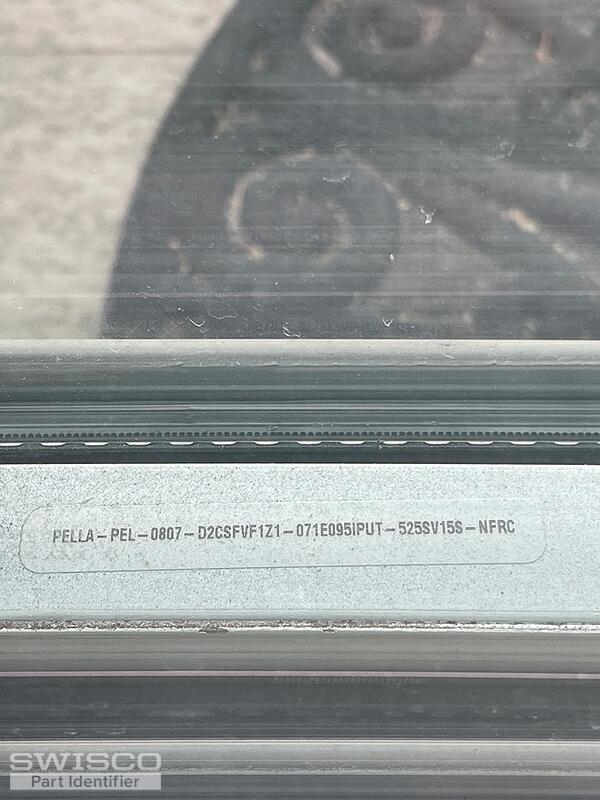 PELLA-PEL-0807-D2CSFVF1Z1-071E095IPUT-525SV15S-NFRC
SWISCO
Part Identifier